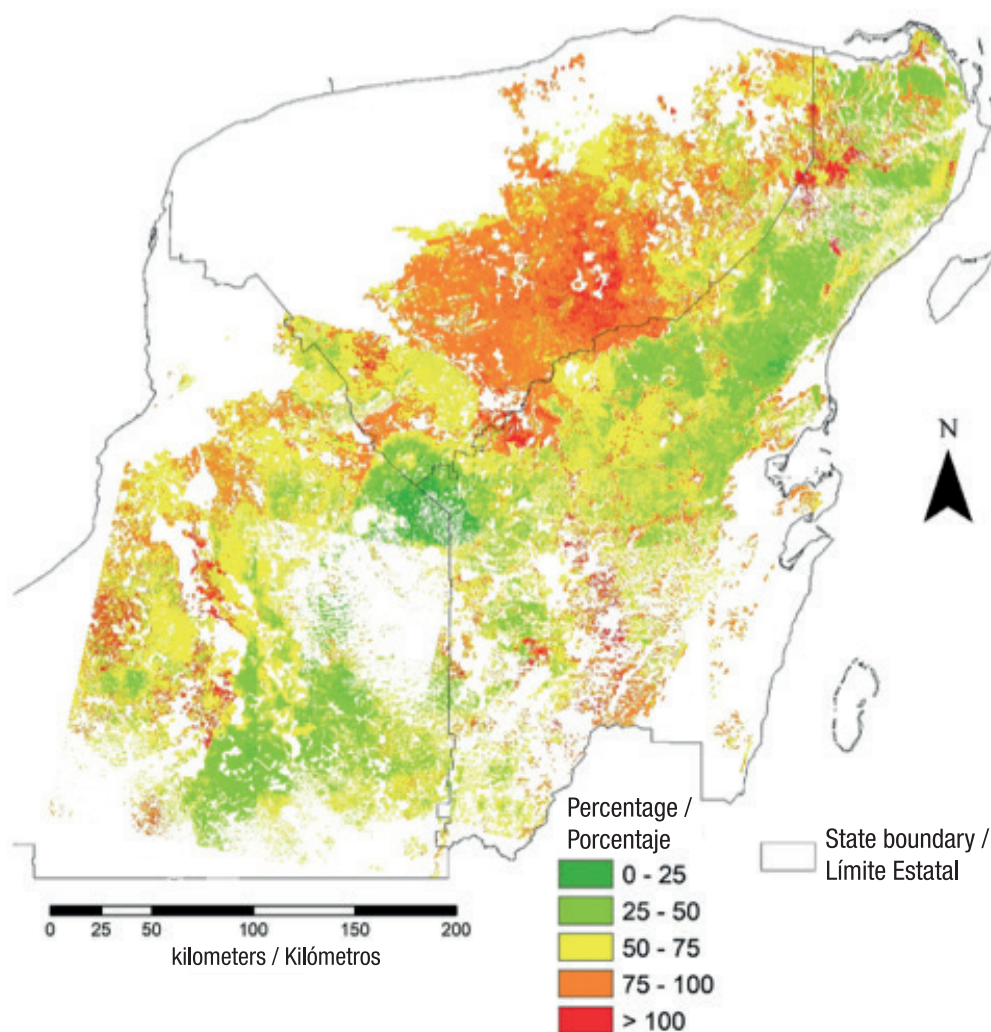 N
Percentage /
Porcentaje
0 - 25
25 - 50
50 - 75
75 - 100
> 100
State boundary /
Límite Estatal
0 25 50 100 150 200
kilometers / Kilómetros